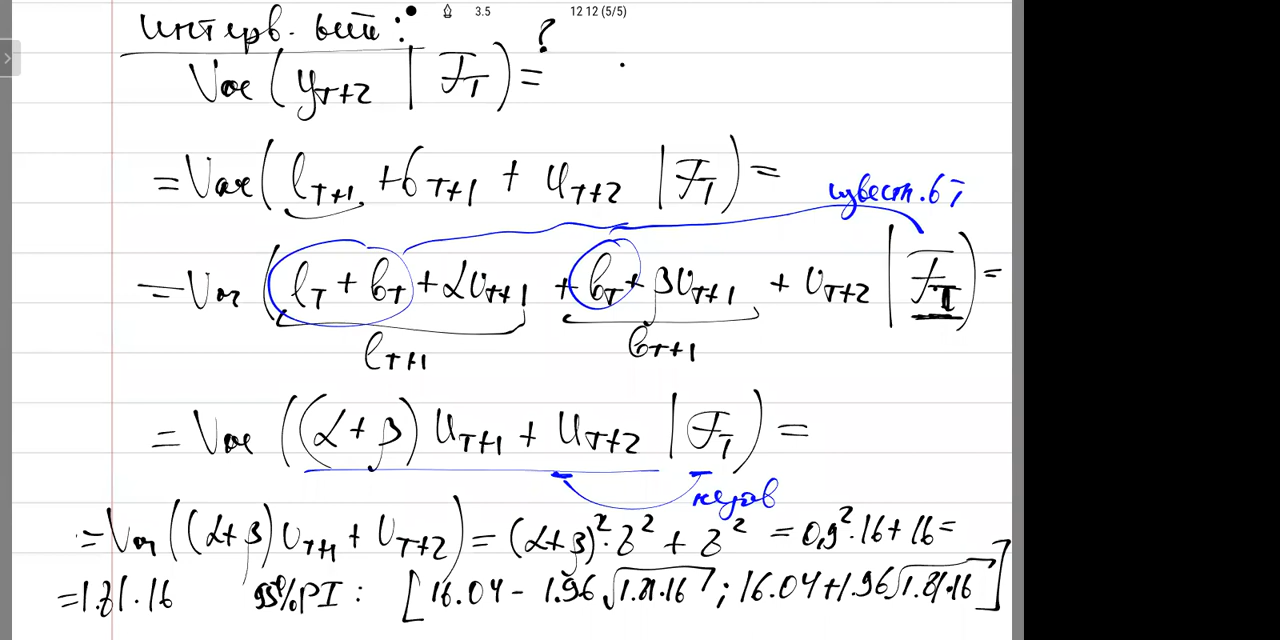 3.5 12 12 (5/5)
интерв.
Var(y_{T+2} | F_T) = ?
= Var(l_{T+1} + b_{T+1} + u_{T+2} | F_T) =
извест. в T
= Var(l_T + b_T + αu_{T+1} + b_T + βu_{T+1} + u_{T+2} | F_T) =
l_{T+1} b_{T+1}
= Var((α+β) u_{T+1} + u_{T+2} | F_T) =
незав
= Var((α+β) u_{T+1} + u_{T+2}) = (α+β)²·σ² + σ² = 0,9²·16 + 16 =
= 1.81·16 95% PI: [16.04 - 1.96√1.81·16; 16.04 + 1.96√1.81·16]